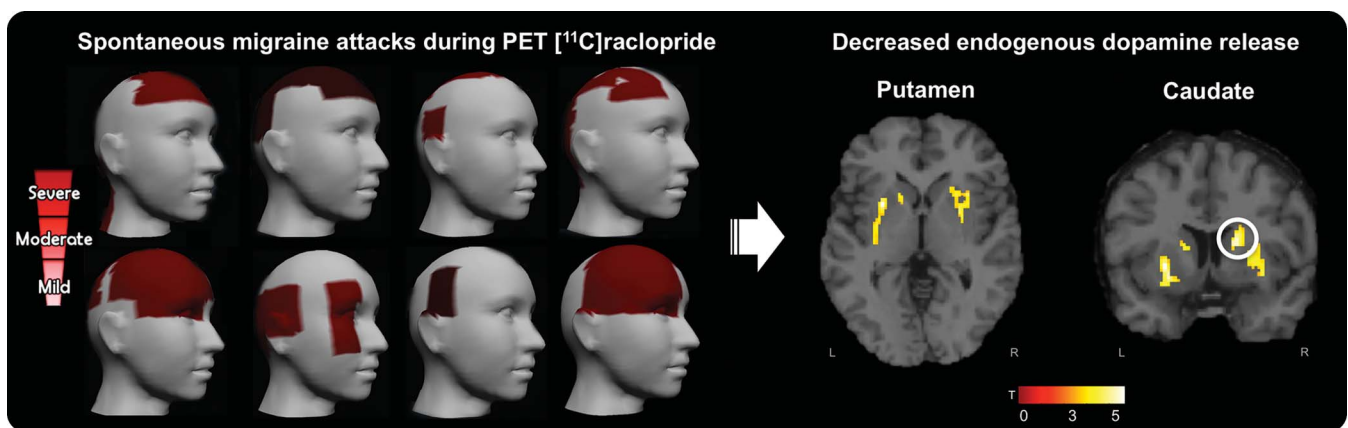 Spontaneous migraine attacks during PET [¹¹C]raclopride
Severe
Moderate
Mild
Decreased endogenous dopamine release
Putamen
Caudate
L
R
L
R
T
0 3 5